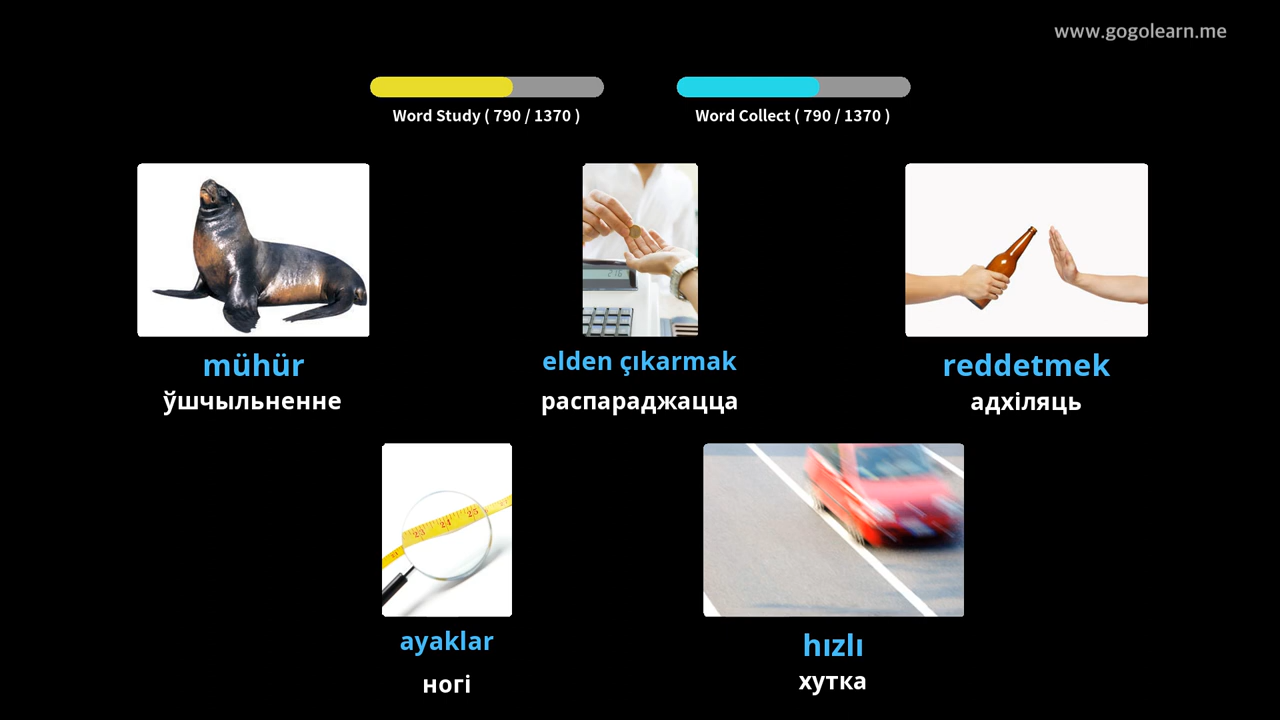 www.gogolearn.me
Word Study ( 790 / 1370 )
Word Collect ( 790 / 1370 )
mühür
ўшчыльненне
elden çıkarmak
распараджацца
reddetmek
адхіляць
ayaklar
ногі
hızlı
хутка